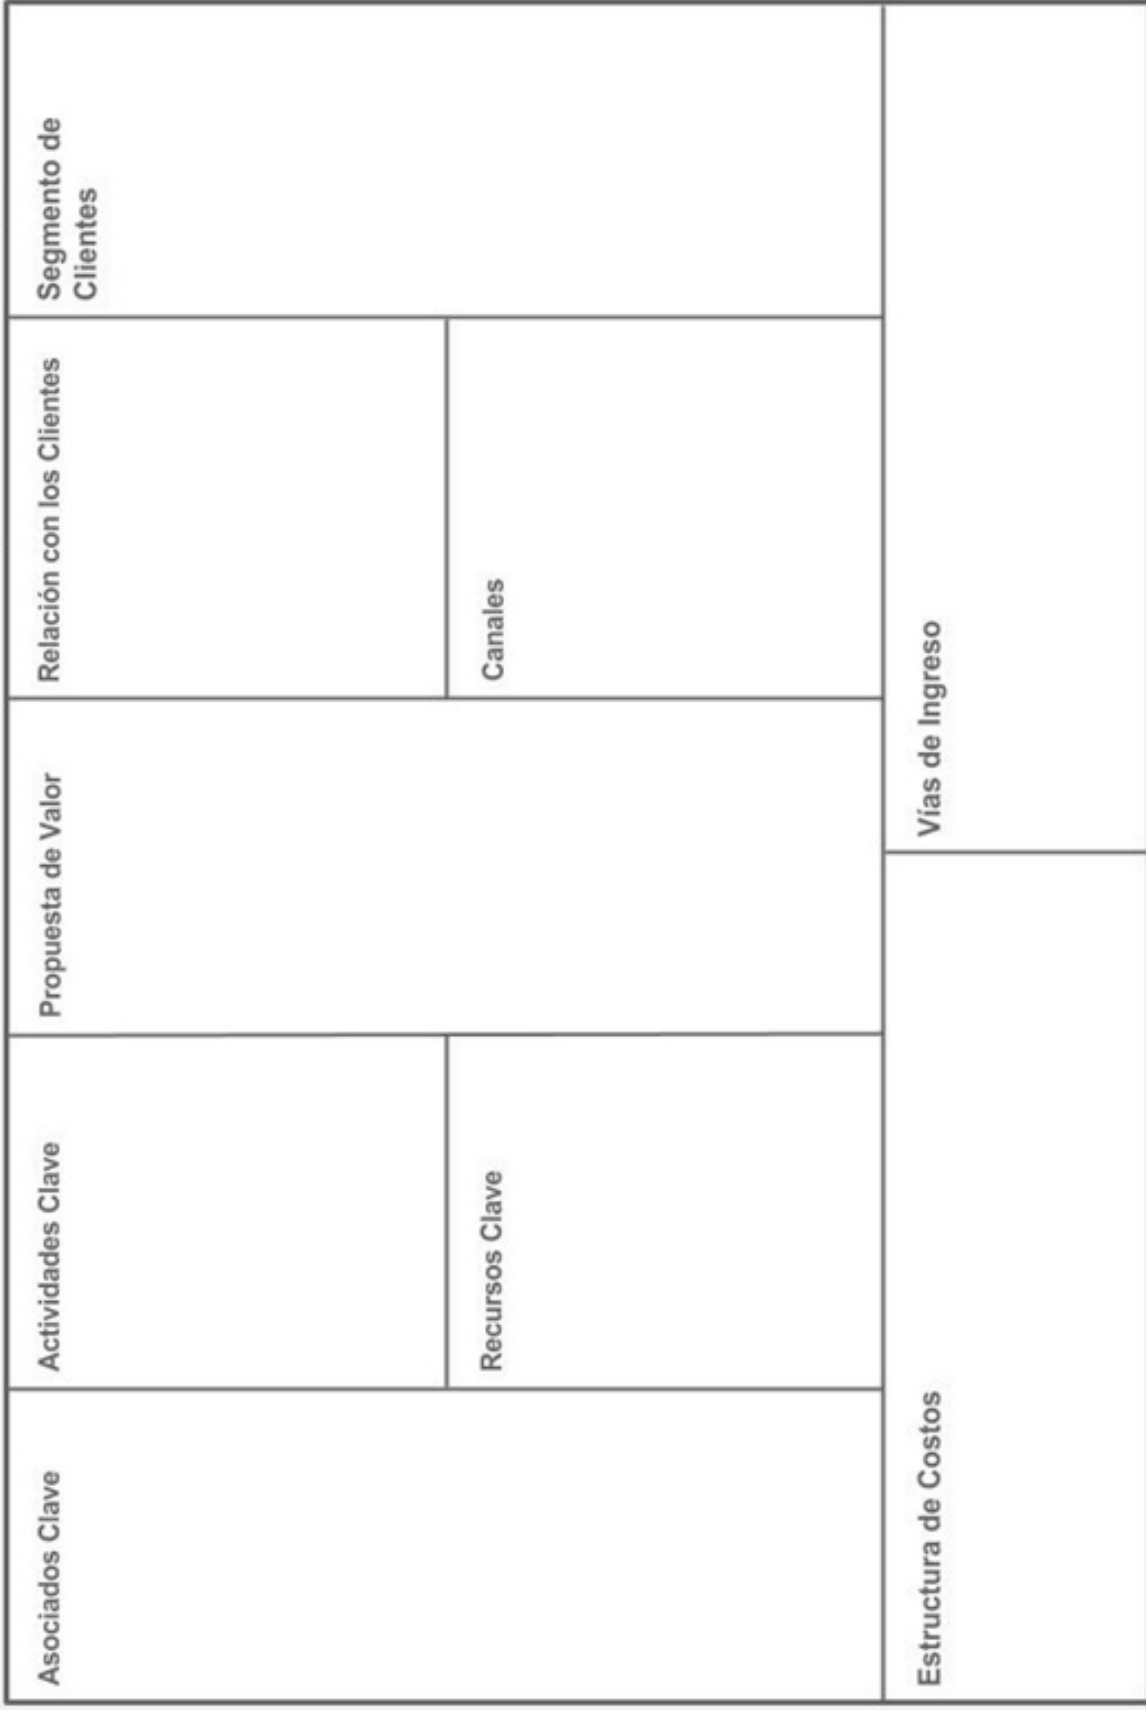 Asociados Clave
Actividades Clave
Recursos Clave
Propuesta de Valor
Relación con los Clientes
Canales
Segmento de
Clientes
Estructura de Costos
Vías de Ingreso